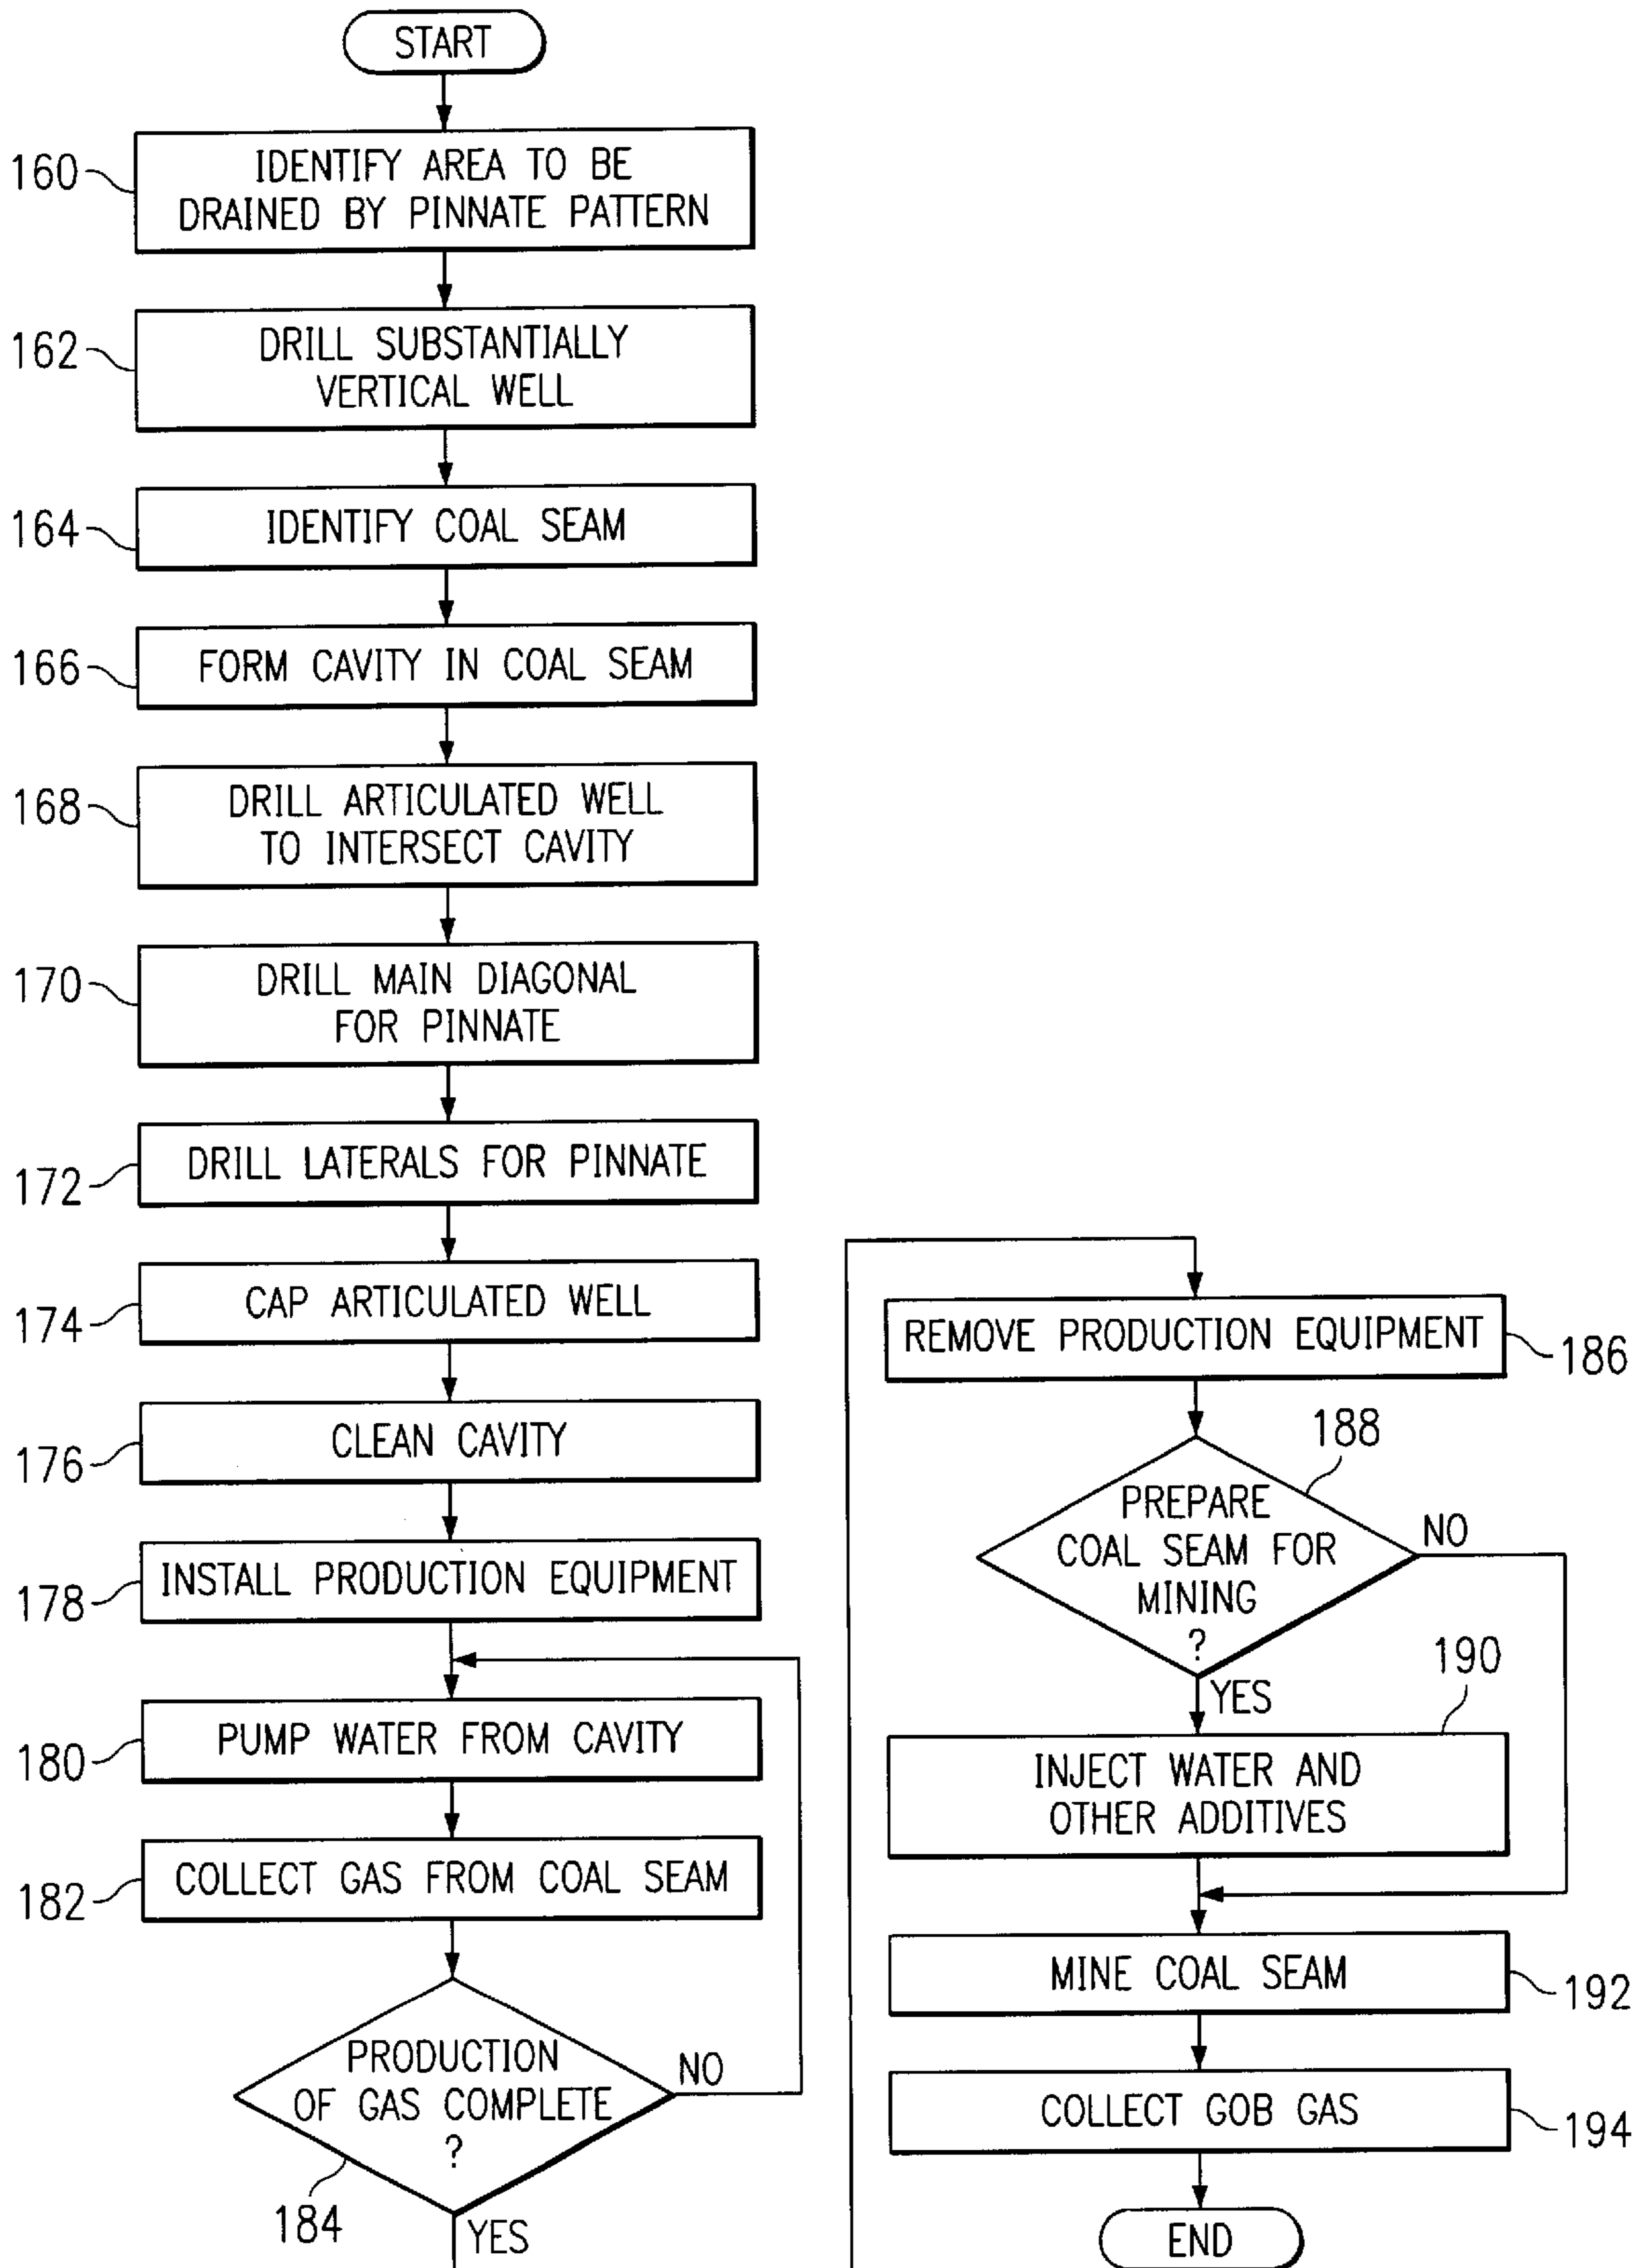 START
160
IDENTIFY AREA TO BE
DRAINED BY PINNATE PATTERN
162
DRILL SUBSTANTIALLY
VERTICAL WELL
164
IDENTIFY COAL SEAM
166
FORM CAVITY IN COAL SEAM
168
DRILL ARTICULATED WELL
TO INTERSECT CAVITY
170
DRILL MAIN DIAGONAL
FOR PINNATE
172
DRILL LATERALS FOR PINNATE
174
CAP ARTICULATED WELL
176
CLEAN CAVITY
178
INSTALL PRODUCTION EQUIPMENT
180
PUMP WATER FROM CAVITY
182
COLLECT GAS FROM COAL SEAM
PRODUCTION
OF GAS COMPLETE
?
NO
184
YES
REMOVE PRODUCTION EQUIPMENT
186
188
PREPARE
COAL SEAM FOR
MINING
?
NO
YES
190
INJECT WATER AND
OTHER ADDITIVES
MINE COAL SEAM
192
COLLECT GOB GAS
194
END